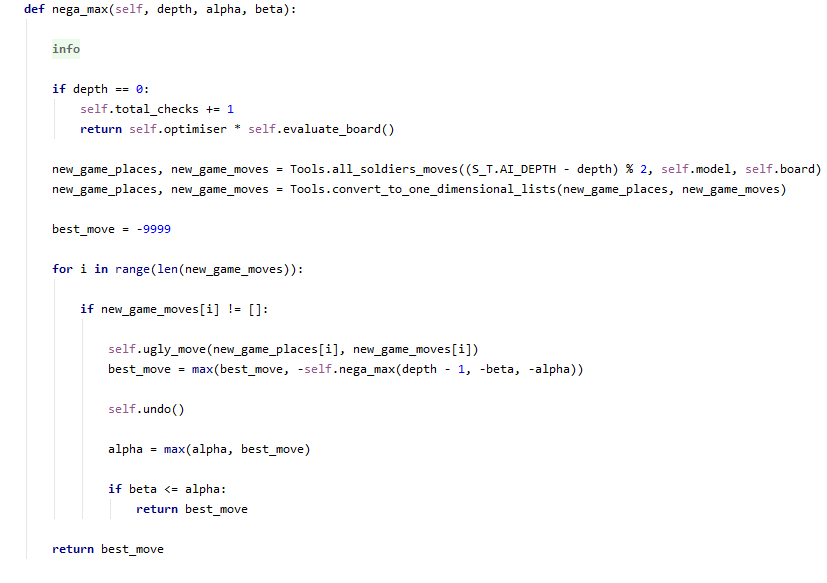 def nega_max(self, depth, alpha, beta):
info
if depth == 0:
self.total_checks += 1
return self.optimiser * self.evaluate_board()
new_game_places, new_game_moves = Tools.all_soldiers_moves((S_T.AI_DEPTH - depth) % 2, self.model, self.board)
new_game_places, new_game_moves = Tools.convert_to_one_dimensional_lists(new_game_places, new_game_moves)
best_move = -9999
for i in range(len(new_game_moves)):
if new_game_moves[i] != []:
self.ugly_move(new_game_places[i], new_game_moves[i])
best_move = max(best_move, -self.nega_max(depth - 1, -beta, -alpha))
self.undo()
alpha = max(alpha, best_move)
if beta <= alpha:
return best_move
return best_move